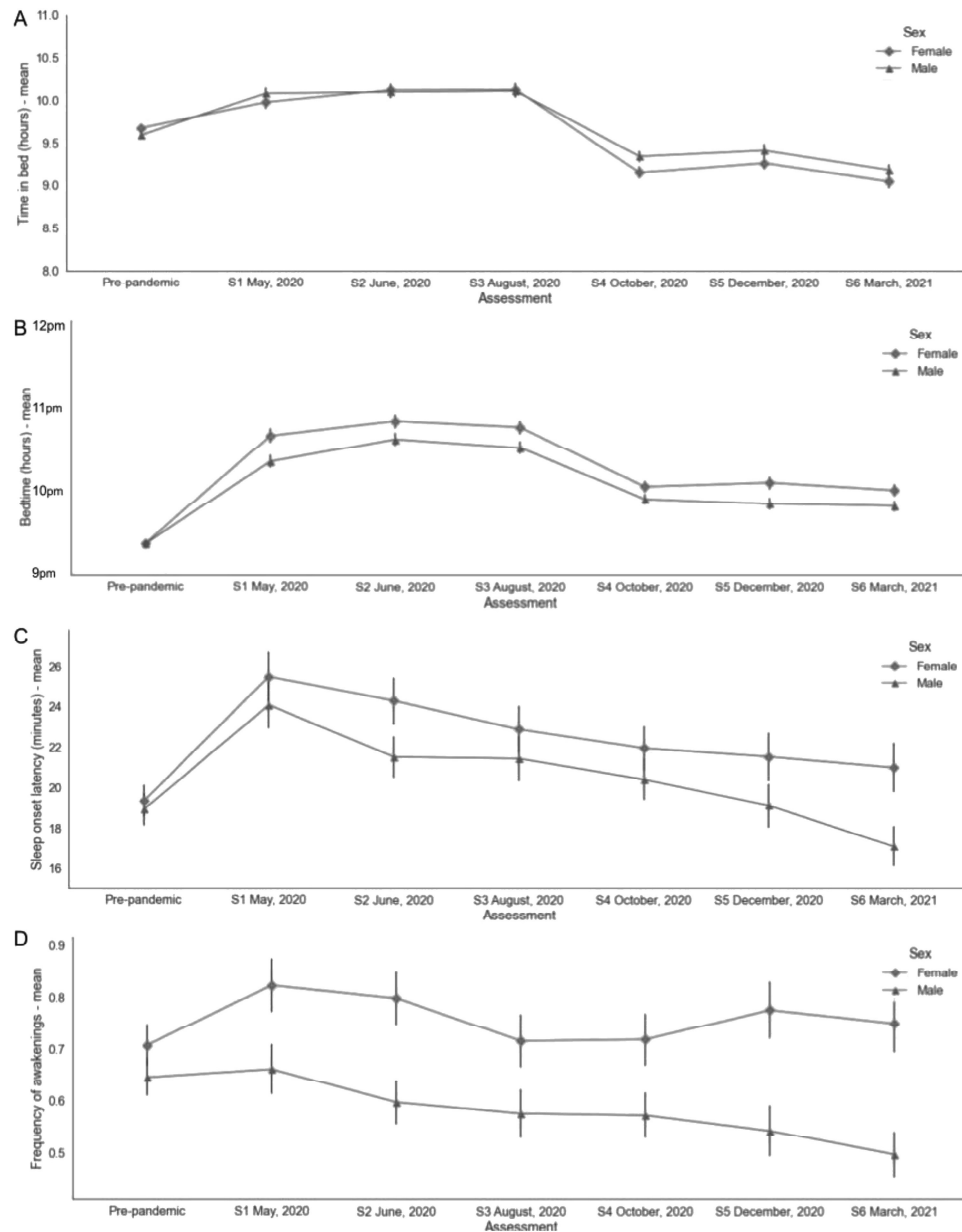 A
Time in bed (hours) - mean
11.0
10.5
10.0
9.5
9.0
8.5
8.0
Sex
Female
Male
Pre-pandemic S1 May, 2020 S2 June, 2020 S3 August, 2020 S4 October, 2020 S5 December, 2020 S6 March, 2021
Assessment
B
Bedtime (hours) - mean
12pm
11pm
10pm
9pm
Sex
Female
Male
Pre-pandemic S1 May, 2020 S2 June, 2020 S3 August, 2020 S4 October, 2020 S5 December, 2020 S6 March, 2021
Assessment
C
Sleep onset latency (minutes) - mean
26
24
22
20
18
16
Sex
Female
Male
Pre-pandemic S1 May, 2020 S2 June, 2020 S3 August, 2020 S4 October, 2020 S5 December, 2020 S6 March, 2021
Assessment
D
Frequency of awakenings - mean
0.9
0.8
0.7
0.6
0.5
Sex
Female
Male
Pre-pandemic S1 May, 2020 S2 June, 2020 S3 August, 2020 S4 October, 2020 S5 December, 2020 S6 March, 2021
Assessment